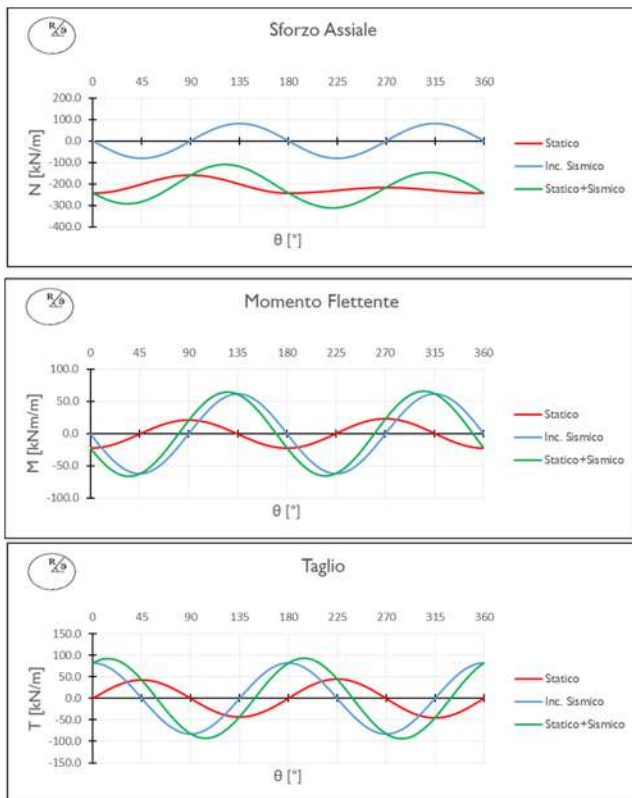 R θ
Sforzo Assiale
0 45 90 135 180 225 270 315 360
200.0
100.0
0.0
-100.0
-200.0
-300.0
-400.0
N [kN/m]
θ [°]
Statico
Inc. Sismico
Statico+Sismico
R θ
Momento Flettente
0 45 90 135 180 225 270 315 360
100.0
50.0
0.0
-50.0
-100.0
M [kNm/m]
θ [°]
Statico
Inc. Sismico
Statico+Sismico
R θ
Taglio
0 45 90 135 180 225 270 315 360
150.0
100.0
50.0
0.0
-50.0
-100.0
-150.0
T [kN/m]
θ [°]
Statico
Inc. Sismico
Statico+Sismico